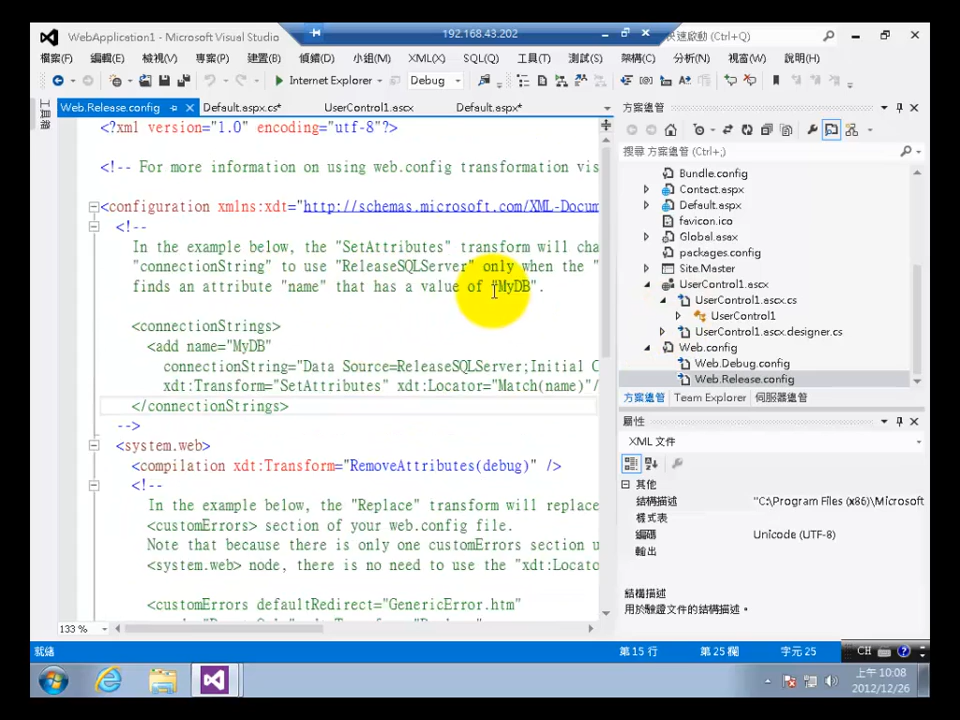 WebApplication1 - Microsoft Visual Studio
192.168.43.202
快速啟動 (Ctrl+Q)
檔案(F) 編輯(E) 檢視(V) 專案(P) 建置(B) 偵錯(D) 小組(M) XML(X) SQL(Q) 工具(T) 測試(S) 架構(C) 分析(N) 視窗(W) 說明(H)
Internet Explorer Debug
工具箱
Web.Release.config Default.aspx.cs* UserControl1.ascx Default.aspx*
<?xml version="1.0" encoding="utf-8"?>
<!-- For more information on using web.config transformation vis
<configuration xmlns:xdt="http://schemas.microsoft.com/XML-Docum
<!--
In the example below, the "SetAttributes" transform will cha
"connectionString" to use "ReleaseSQLServer" only when the "
finds an attribute "name" that has a value of "MyDB".
<connectionStrings>
<add name="MyDB"
connectionString="Data Source=ReleaseSQLServer;Initial C
xdt:Transform="SetAttributes" xdt:Locator="Match(name)"/
</connectionStrings>
-->
<system.web>
<compilation xdt:Transform="RemoveAttributes(debug)" />
<!--
In the example below, the "Replace" transform will replace
<customErrors> section of your web.config file.
Note that because there is only one customErrors section u
<system.web> node, there is no need to use the "xdt:Locato
<customErrors defaultRedirect="GenericError.htm"
133 %
方案總管
搜尋 方案總管 (Ctrl+;)
Bundle.config
Contact.aspx
Default.aspx
favicon.ico
Global.asax
packages.config
Site.Master
UserControl1.ascx
UserControl1.ascx.cs
UserControl1
UserControl1.ascx.designer.cs
Web.config
Web.Debug.config
Web.Release.config
方案總管 Team Explorer 伺服器總管
屬性
XML 文件
其他
結構描述 "C:\Program Files (x86)\Microsoft
樣式表
編碼 Unicode (UTF-8)
輸出
結構描述
用於驗證文件的結構描述。
就緒 第 15 行 第 25 欄 字元 25
CH
上午 10:08
2012/12/26